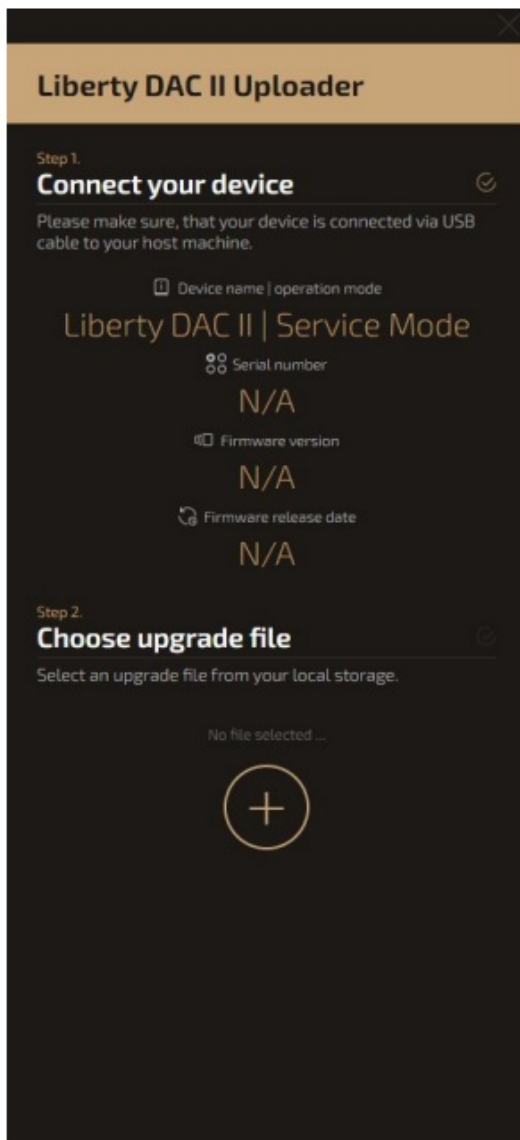 Liberty DAC II Uploader
Step 1.
Connect your device
Please make sure, that your device is connected via USB
cable to your host machine.
Device name | operation mode
Liberty DAC II | Service Mode
Serial number
N/A
Firmware version
N/A
Firmware release date
N/A
Step 2.
Choose upgrade file
Select an upgrade file from your local storage.
No file selected ...